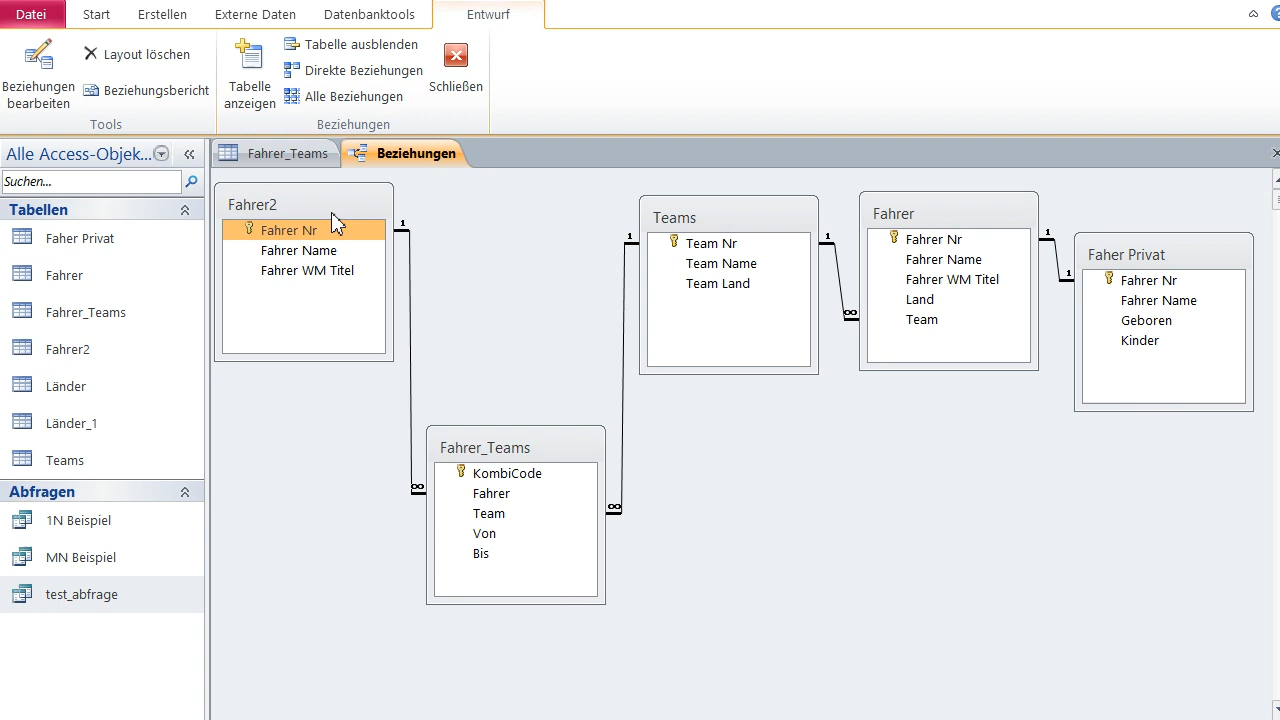 Datei Start Erstellen Externe Daten Datenbanktools Entwurf
Beziehungen bearbeiten
Layout löschen
Beziehungsbericht
Tools
Tabelle anzeigen
Tabelle ausblenden
Direkte Beziehungen
Alle Beziehungen
Schließen
Beziehungen
Alle Access-Objek...
Suchen...
Tabellen
Faher Privat
Fahrer
Fahrer_Teams
Fahrer2
Länder
Länder_1
Teams
Abfragen
1N Beispiel
MN Beispiel
test_abfrage
Fahrer_Teams Beziehungen
Fahrer2
Fahrer Nr
Fahrer Name
Fahrer WM Titel
1
∞
Fahrer_Teams
KombiCode
Fahrer
Team
Von
Bis
∞
1
Teams
Team Nr
Team Name
Team Land
1
∞
Fahrer
Fahrer Nr
Fahrer Name
Fahrer WM Titel
Land
Team
1
1
Faher Privat
Fahrer Nr
Fahrer Name
Geboren
Kinder